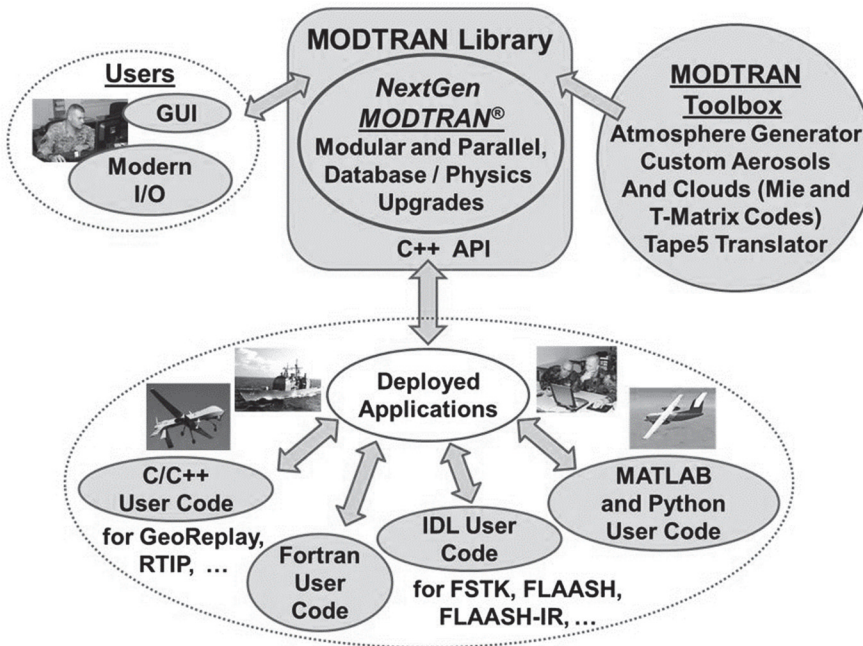 MODTRAN Library
NextGen
MODTRAN®
Modular and Parallel,
Database / Physics
Upgrades
C++ API
Users
GUI
Modern
I/O
MODTRAN
Toolbox
Atmosphere Generator
Custom Aerosols
And Clouds (Mie and
T-Matrix Codes)
Tape5 Translator
Deployed
Applications
C/C++
User Code
for GeoReplay,
RTIP, ...
Fortran
User
Code
IDL User
Code
for FSTK, FLAASH,
FLAASH-IR, ...
MATLAB
and Python
User Code